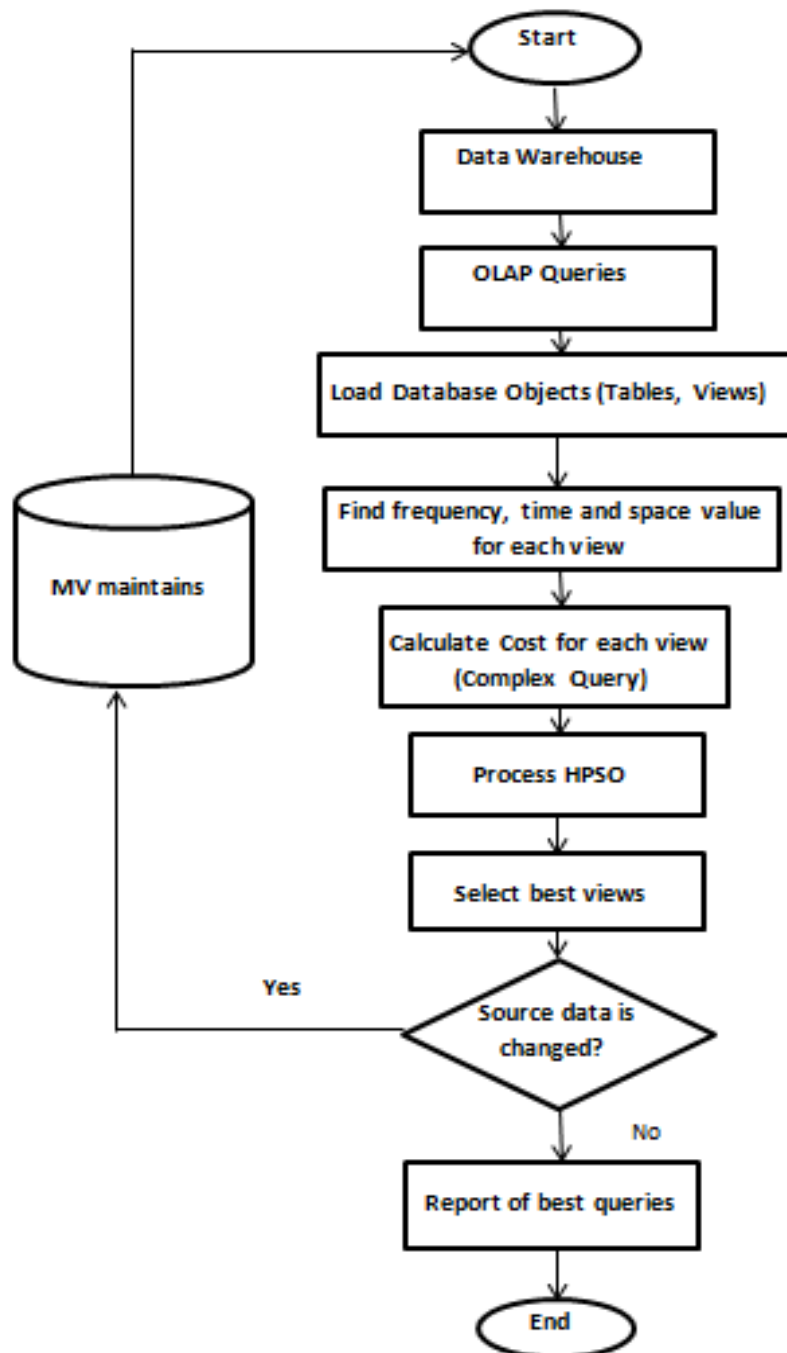 Start
Data Warehouse
OLAP Queries
Load Database Objects (Tables, Views)
Find frequency, time and space value
for each view
MV maintains
Calculate Cost for each view
(Complex Query)
Process HPSO
Select best views
Yes
Source data is
changed?
No
Report of best queries
End